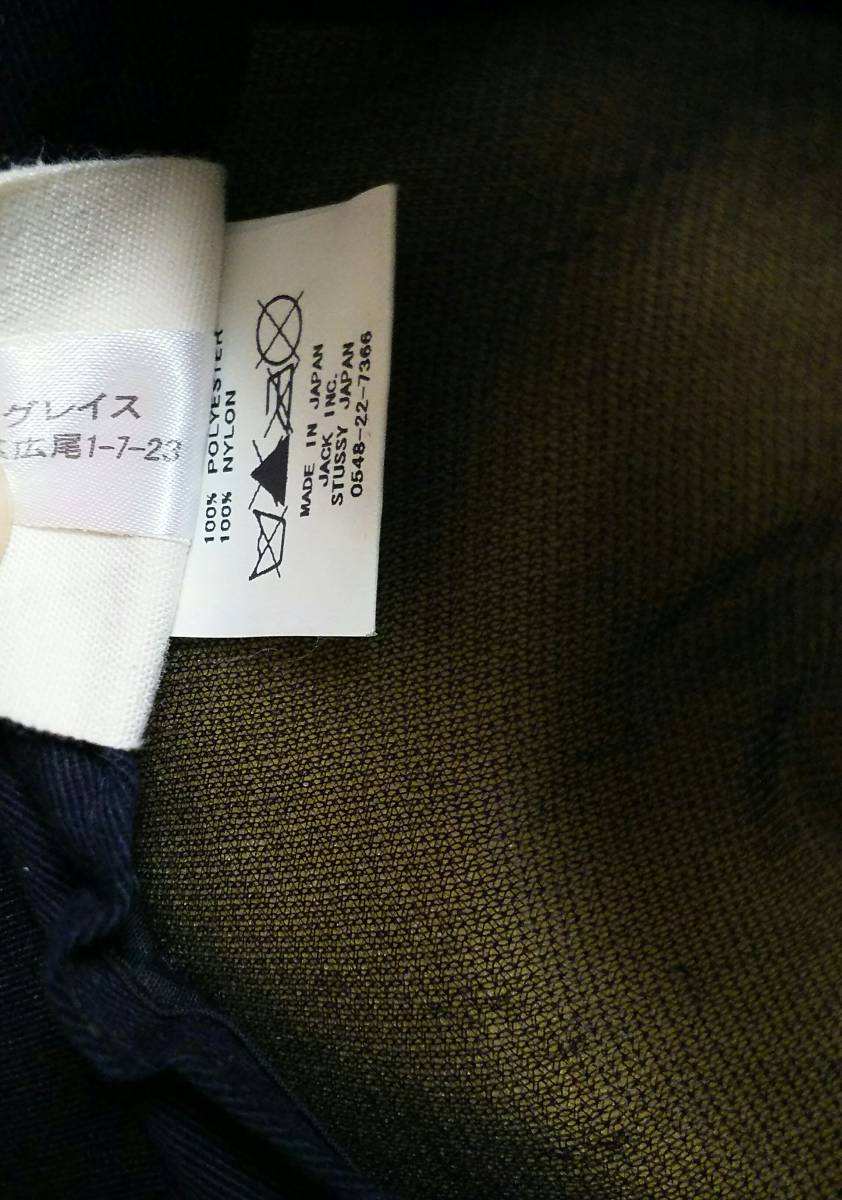 グレイス
広尾1-7-23
100% POLYESTER
100% NYLON
MADE IN JAPAN
JACK INC.
STUSSY JAPAN
0548-22-7366